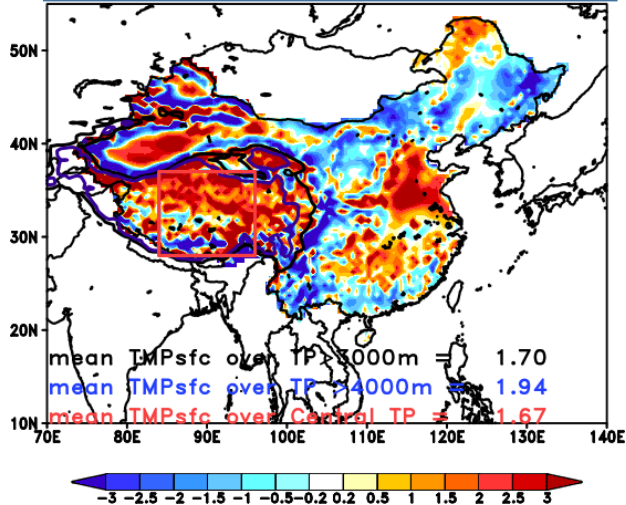 50N
40N
30N
20N
mean TMPsfc over TP>3000m = 1.70
mean TMPsfc over TP >4000m = 1.94
mean TMPsfc over Central TP = 1.67
10N
70E 80E 90E 100E 110E 120E 130E 140E
-3 -2.5 -2 -1.5 -1 -0.5 -0.2 0.2 0.5 1 1.5 2 2.5 3